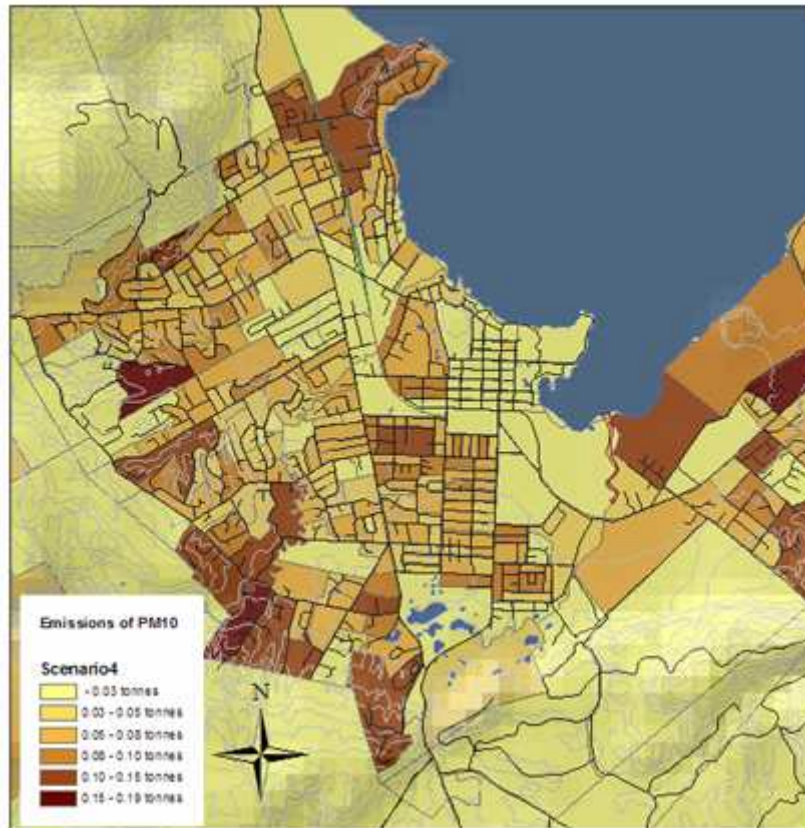 N
Emissions of PM10
Scenario4
- 0.03 tonnes
0.03 - 0.05 tonnes
0.05 - 0.08 tonnes
0.08 - 0.10 tonnes
0.10 - 0.15 tonnes
0.15 - 0.19 tonnes